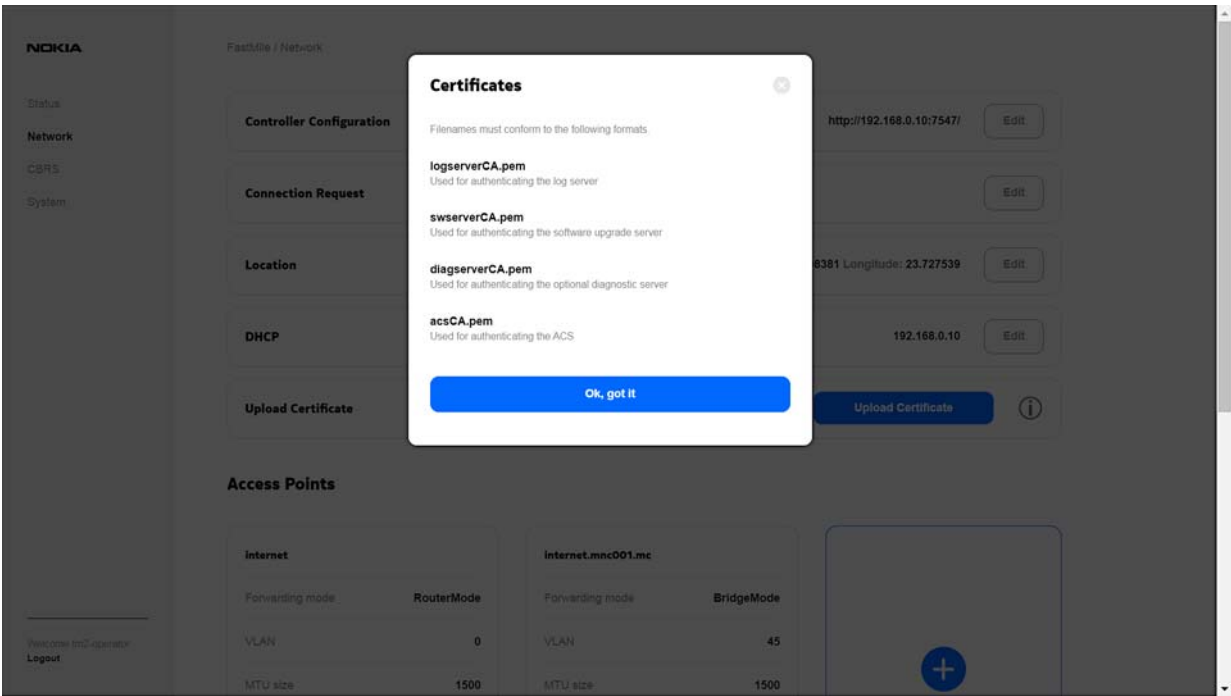 NOKIA
FastMile / Network
Status
Network
CBRS
System
Controller Configuration
http://192.168.0.10:7547/
Edit
Connection Request
Edit
Location
8381 Longitude: 23.727539
Edit
DHCP
192.168.0.10
Edit
Upload Certificate
Upload Certificate
Certificates
Filenames must conform to the following formats
logserverCA.pem
Used for authenticating the log server
swserverCA.pem
Used for authenticating the software upgrade server
diagserverCA.pem
Used for authenticating the optional diagnostic server
acsCA.pem
Used for authenticating the ACS
Ok, got it
Access Points
internet
Forwarding mode
RouterMode
VLAN
0
MTU size
1500
internet.mnc001.mc
Forwarding mode
BridgeMode
VLAN
45
MTU size
1500
Welcome
Logout